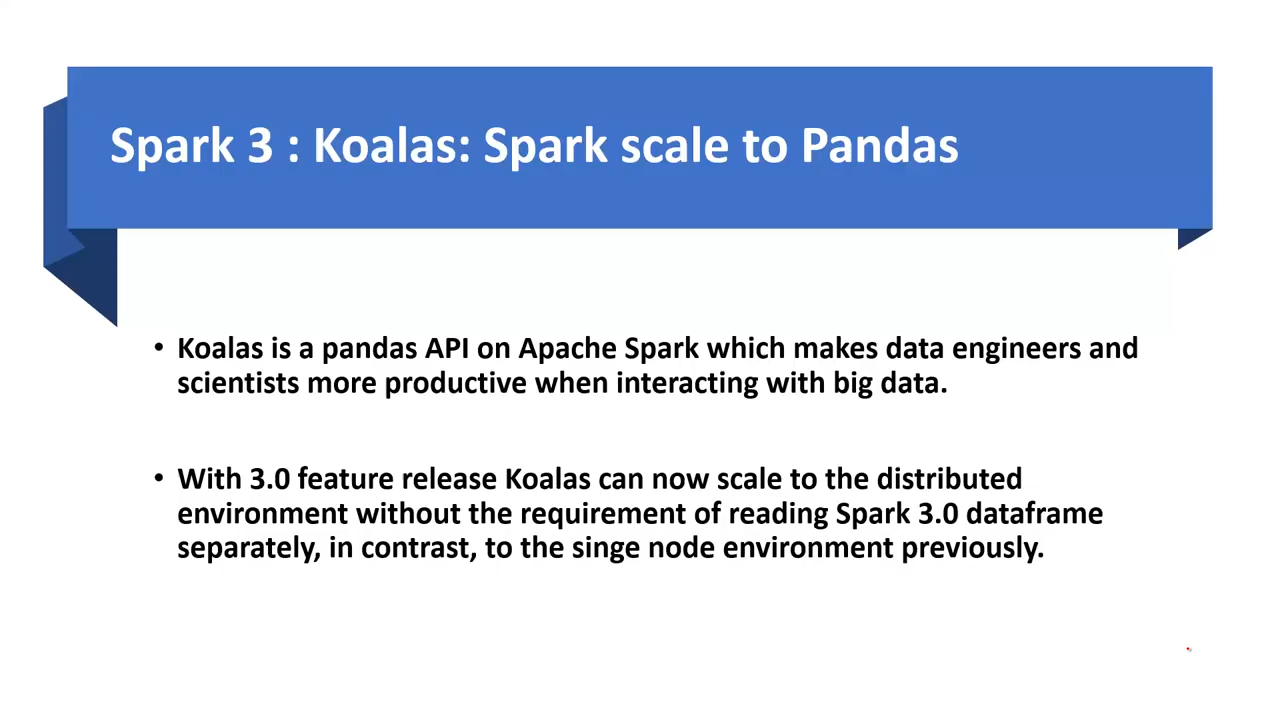 Spark 3 : Koalas: Spark scale to Pandas
• Koalas is a pandas API on Apache Spark which makes data engineers and
scientists more productive when interacting with big data.
• With 3.0 feature release Koalas can now scale to the distributed
environment without the requirement of reading Spark 3.0 dataframe
separately, in contrast, to the singe node environment previously.